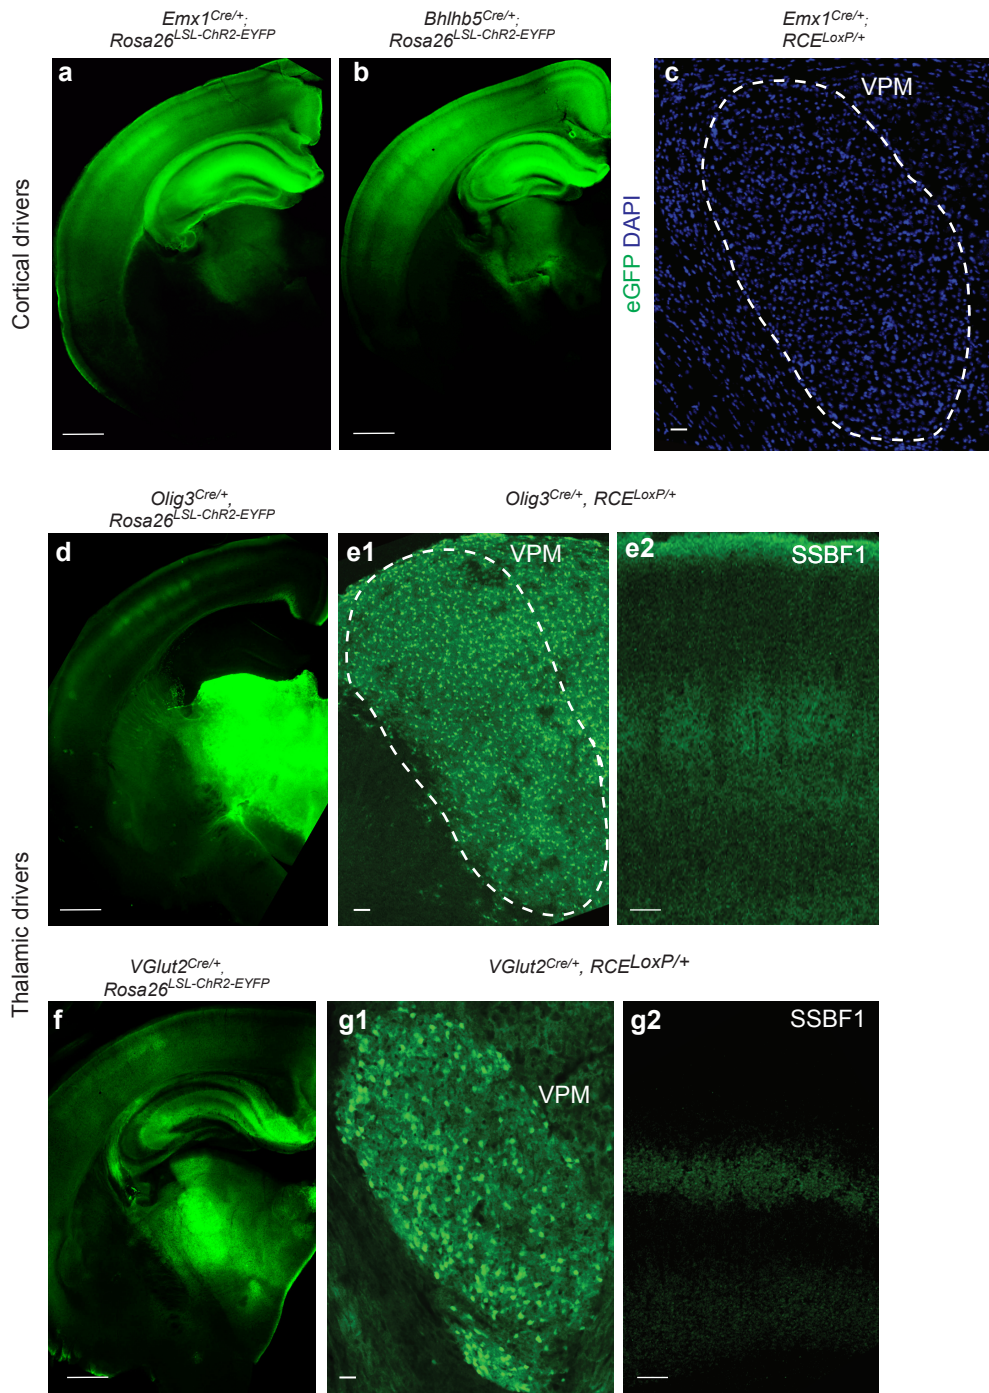 Emx1Cre/+;
Rosa26LSL-ChR2-EYFP
Bhlhb5Cre/+;
Rosa26LSL-ChR2-EYFP
Emx1Cre/+;
RCELoxP/+
Cortical drivers
a
b
eGFP DAPI
c
VPM
Olig3Cre/+,
Rosa26LSL-ChR2-EYFP
Olig3Cre/+, RCELoxP/+
Thalamic drivers
d
e1
VPM
e2
SSBF1
VGlut2Cre/+,
Rosa26LSL-ChR2-EYFP
VGlut2Cre/+, RCELoxP/+
f
g1
VPM
g2
SSBF1